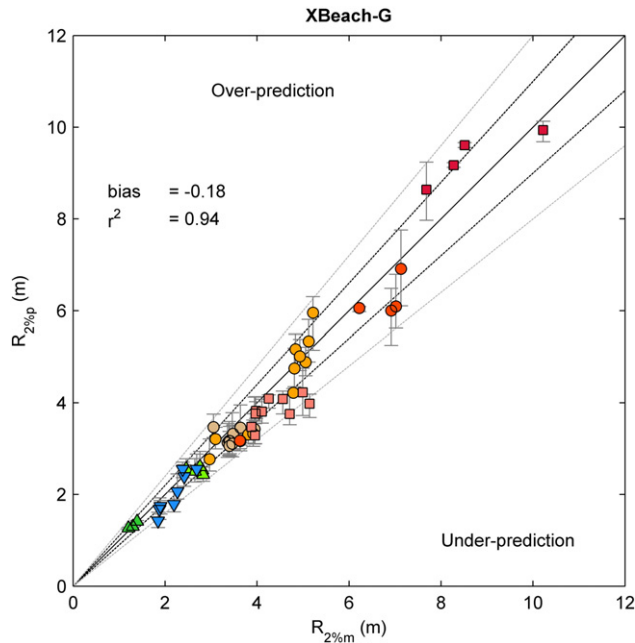 XBeach-G
12
Over-prediction
10
bias = -0.18
r² = 0.94
8
R2%p (m)
6
4
2
Under-prediction
0
0 2 4 6 8 10 12
R2%m (m)